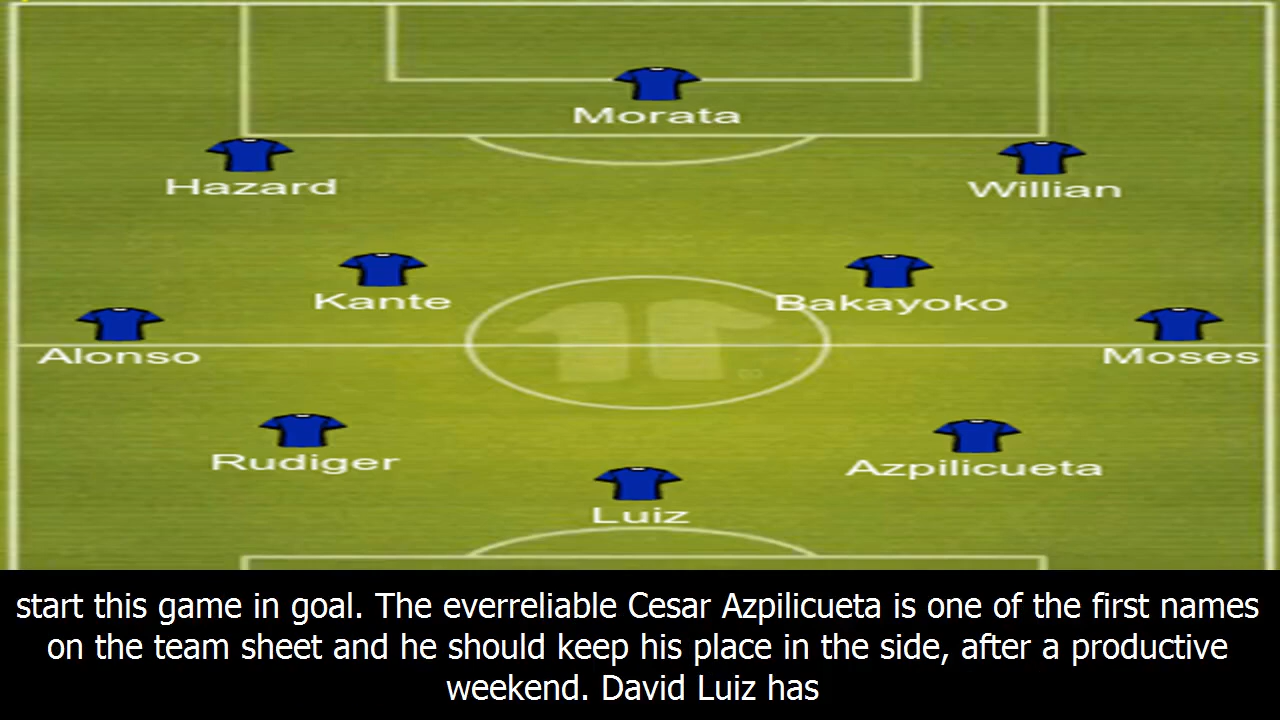 Morata
Hazard
Willian
Kante
Bakayoko
Alonso
Moses
Rudiger
Azpilicueta
Luiz
start this game in goal. The everreliable Cesar Azpilicueta is one of the first names
on the team sheet and he should keep his place in the side, after a productive
weekend. David Luiz has